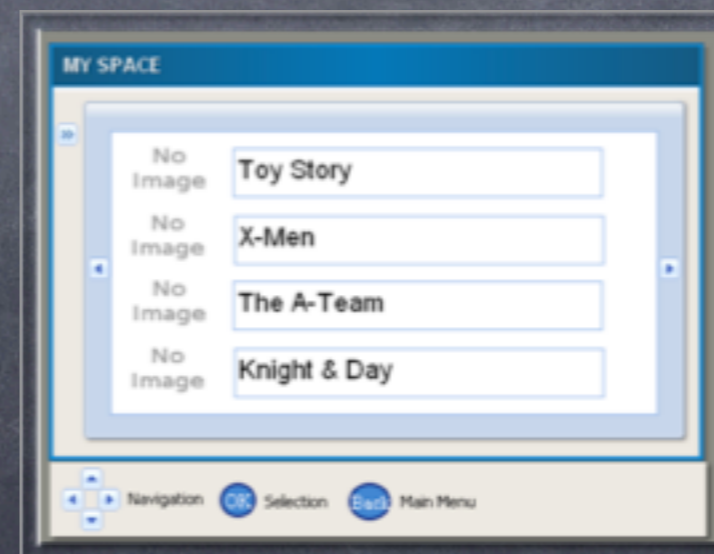 MY SPACE
No
Image
Toy Story
No
Image
X-Men
No
Image
The A-Team
No
Image
Knight & Day
Navigation OK Selection Back Main Menu